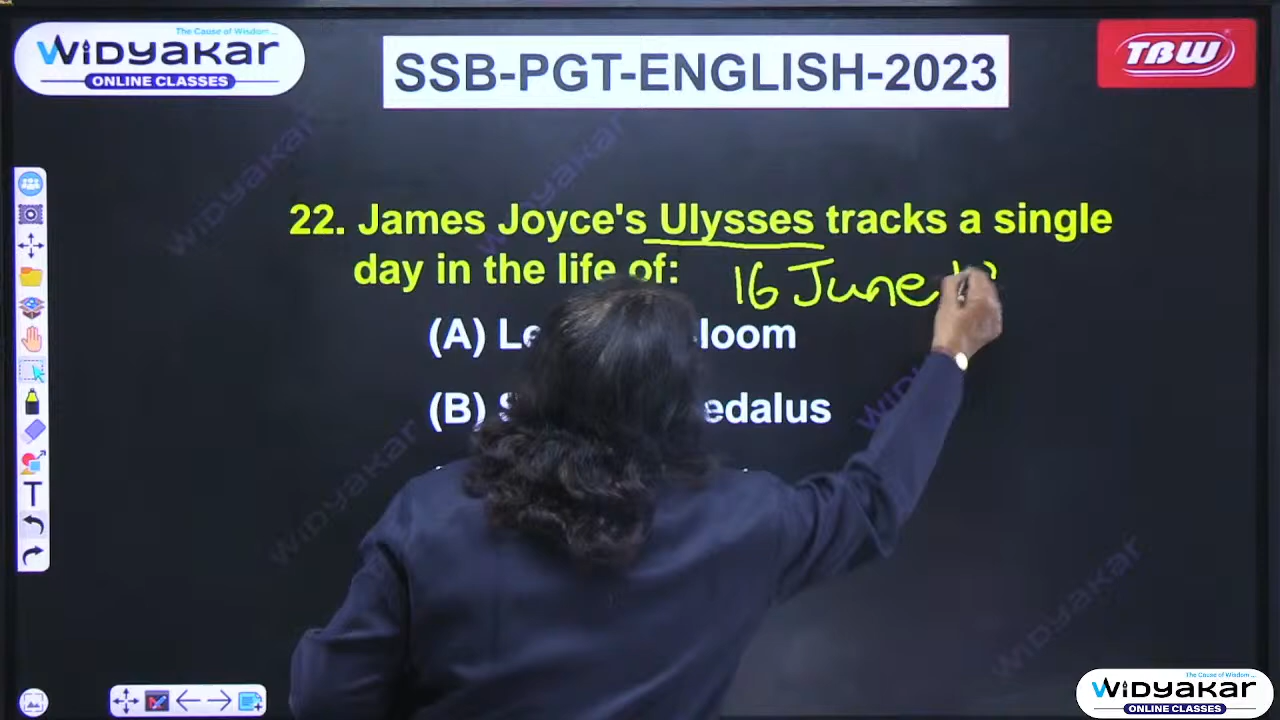 The Cause of Wisdom...
WiDYAKAR
ONLINE CLASSES
SSB-PGT-ENGLISH-2023
TBW
22. James Joyce's Ulysses tracks a single
day in the life of:
16 June
(A) Le loom
(B) edalus
T
WiDYAKAR
The Cause of Wisdom...
WiDYAKAR
ONLINE CLASSES